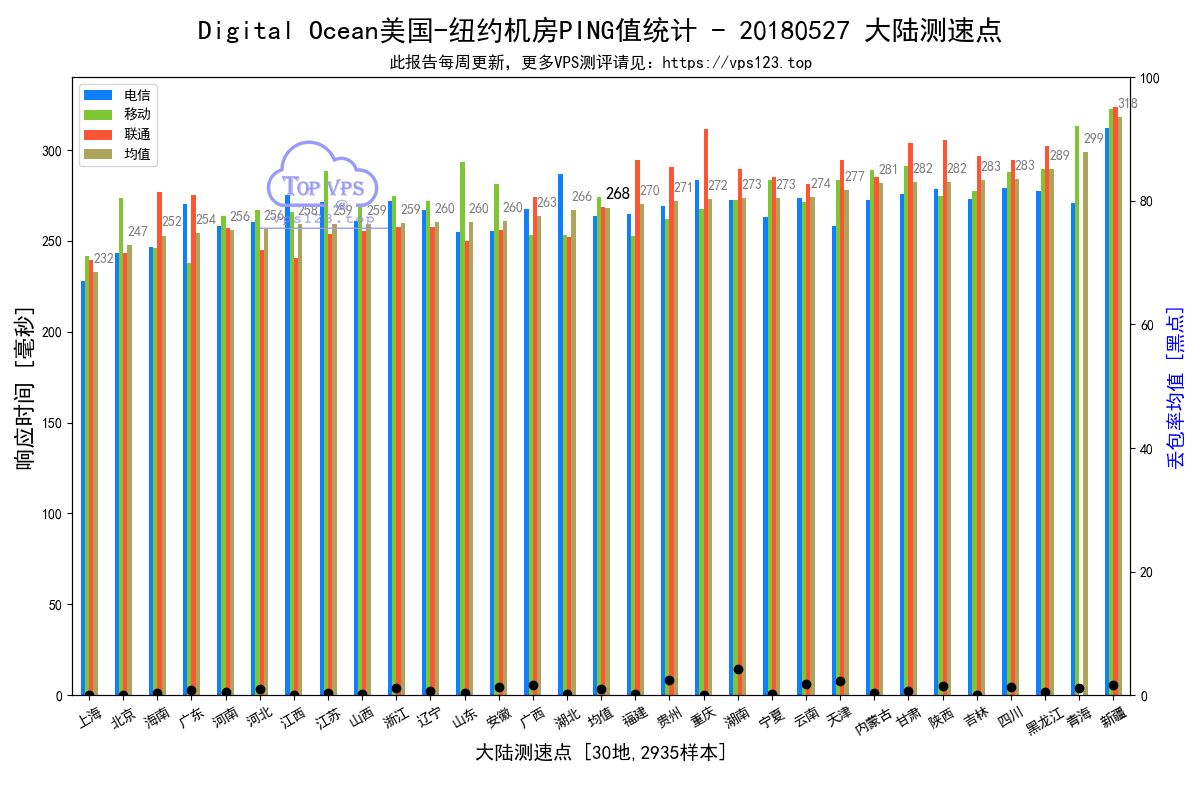 Digital Ocean美国-纽约机房PING值统计 - 20180527 大陆测速点
此报告每周更新，更多VPS测评请见：https://vps123.top
电信
移动
联通
均值
TOP VPS
®
vps123.top
响应时间 [毫秒]
丢包率均值 [黑点]
300
250
200
150
100
50
0
100
80
60
40
20
0
232 247 252 254 256 256 258 259 259 259 260 260 260 263 266 268 270 271 272 273 273 274 277 281 282 282 283 283 289 299 318
上海 北京 海南 广东 河南 河北 江西 江苏 山西 浙江 辽宁 山东 安徽 广西 湖北 均值 福建 贵州 重庆 湖南 宁夏 云南 天津 内蒙古 甘肃 陕西 吉林 四川 黑龙江 青海 新疆
大陆测速点 [30地,2935样本]